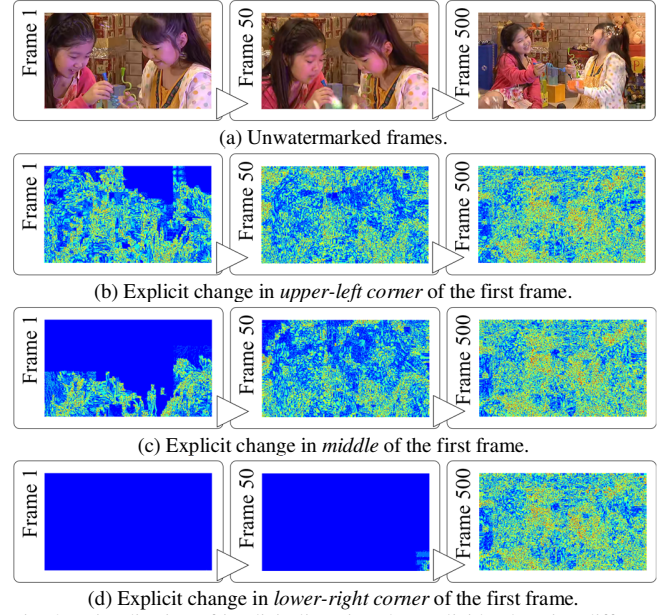 Frame 1
Frame 50
Frame 500
(a) Unwatermarked frames.
Frame 1
Frame 50
Frame 500
(b) Explicit change in upper-left corner of the first frame.
Frame 1
Frame 50
Frame 500
(c) Explicit change in middle of the first frame.
Frame 1
Frame 50
Frame 500
(d) Explicit change in lower-right corner of the first frame.